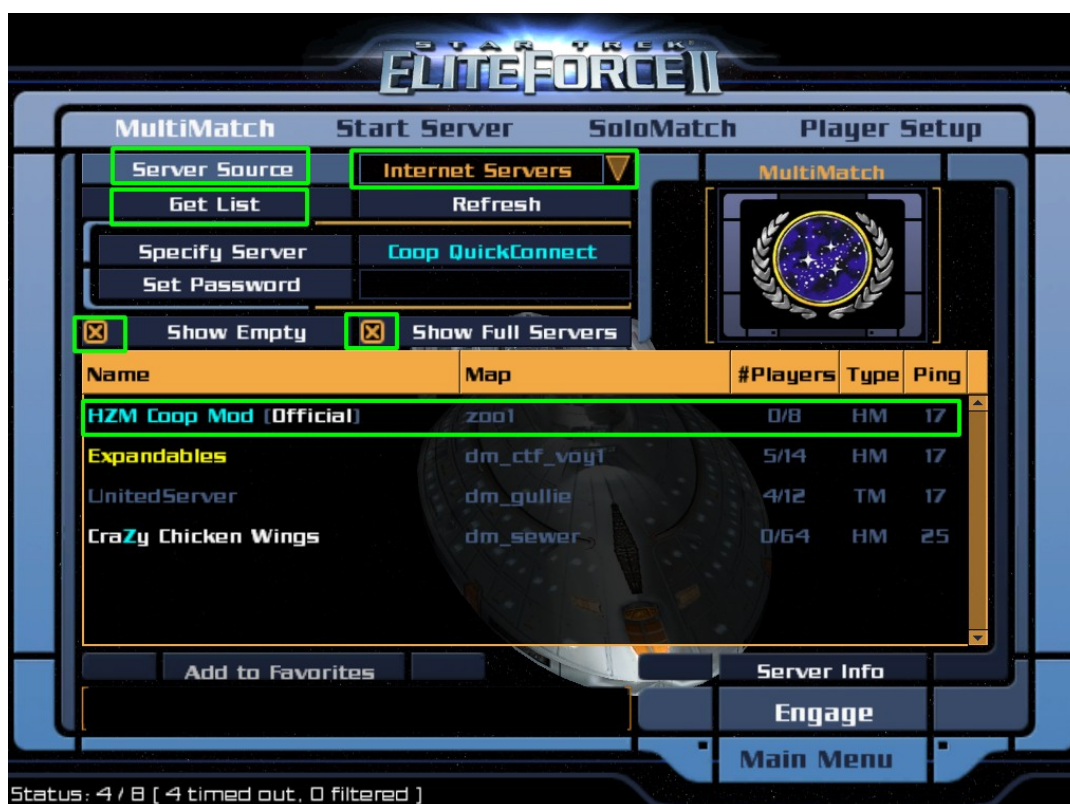 STAR TREK
ELITE FORCE II
MultiMatch Start Server SoloMatch Player Setup
Server Source Internet Servers MultiMatch
Get List Refresh
Specify Server Coop QuickConnect
Set Password
Show Empty Show Full Servers
Name Map #Players Type Ping
HZM Coop Mod [Official] zoo1 0/8 HM 17
Expandables dm_ctf_voy1 5/14 HM 17
UnitedServer dm_gullie 4/12 TM 17
CraZy Chicken Wings dm_sewer 0/64 HM 25
Add to Favorites Server Info
Engage
Main Menu
Status: 4 / 8 [ 4 timed out, 0 filtered ]